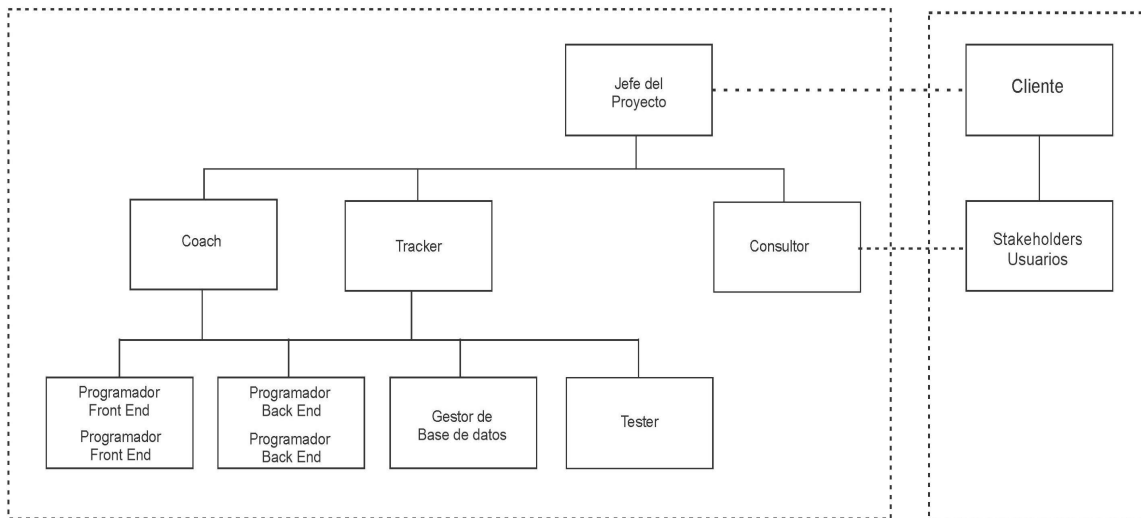 Jefe del
Proyecto
Cliente
Coach
Tracker
Consultor
Stakeholders
Usuarios
Programador
Front End
Programador
Front End
Programador
Back End
Programador
Back End
Gestor de
Base de datos
Tester